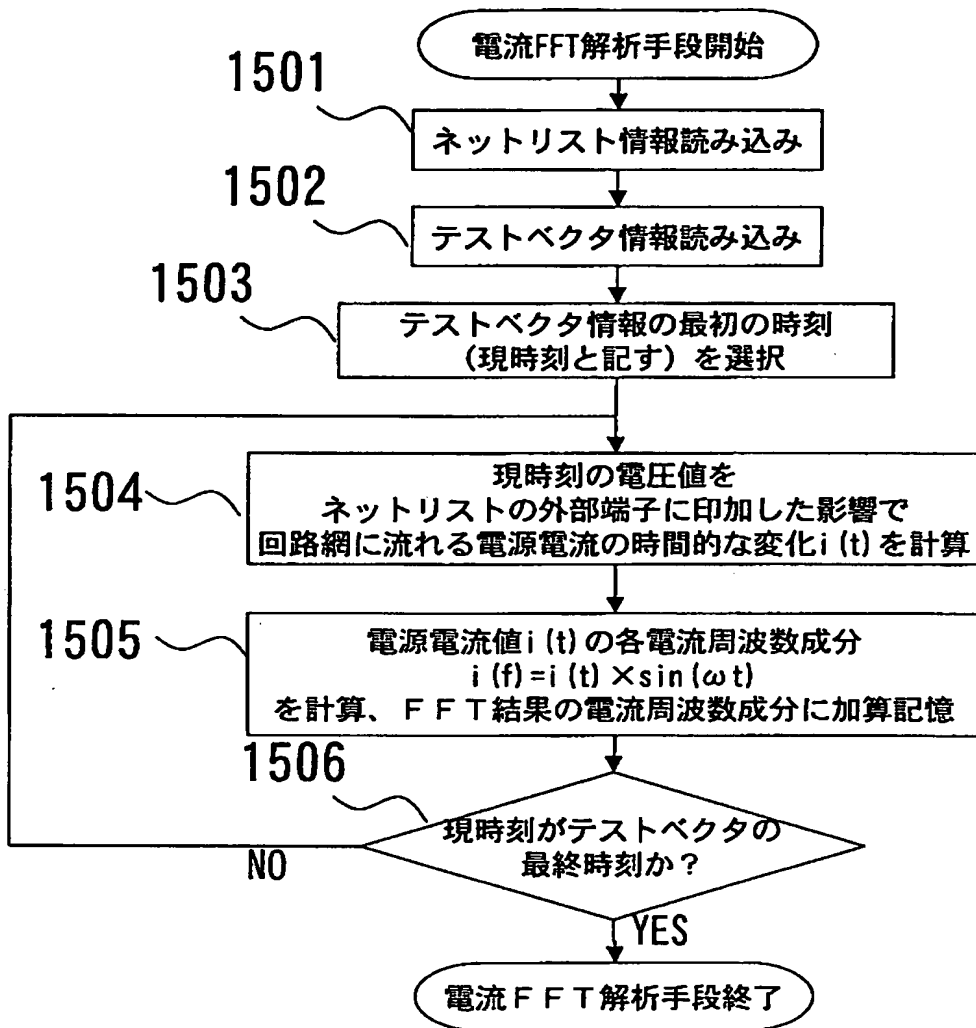 電流FFT解析手段開始
1501
ネットリスト情報読み込み
1502
テストベクタ情報読み込み
1503
テストベクタ情報の最初の時刻
(現時刻と記す)を選択
1504
現時刻の電圧値を
ネットリストの外部端子に印加した影響で
回路網に流れる電源電流の時間的な変化i(t)を計算
1505
電源電流値i(t)の各電流周波数成分
i(f)=i(t)×sin(ωt)
を計算、FFT結果の電流周波数成分に加算記憶
1506
現時刻がテストベクタの
最終時刻か?
NO
YES
電流FFT解析手段終了